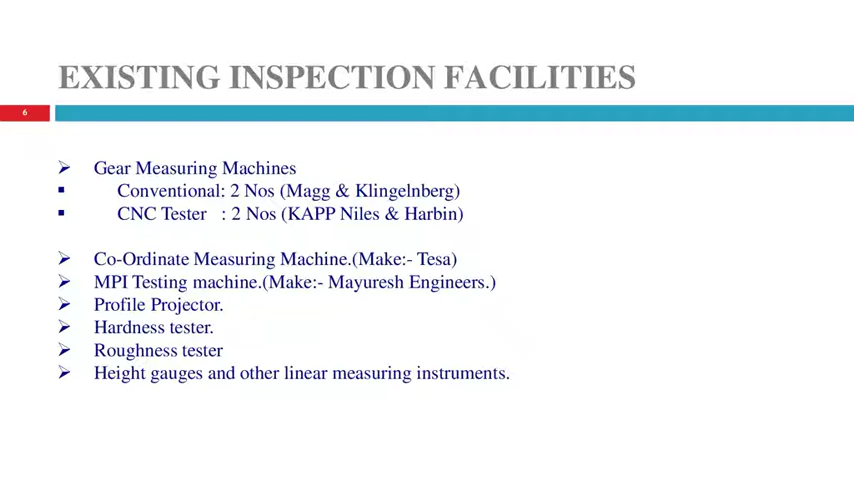 EXISTING INSPECTION FACILITIES
6
Gear Measuring Machines
Conventional: 2 Nos (Magg & Klingelnberg)
CNC Tester : 2 Nos (KAPP Niles & Harbin)
Co-Ordinate Measuring Machine.(Make:- Tesa)
MPI Testing machine.(Make:- Mayuresh Engineers.)
Profile Projector.
Hardness tester.
Roughness tester
Height gauges and other linear measuring instruments.